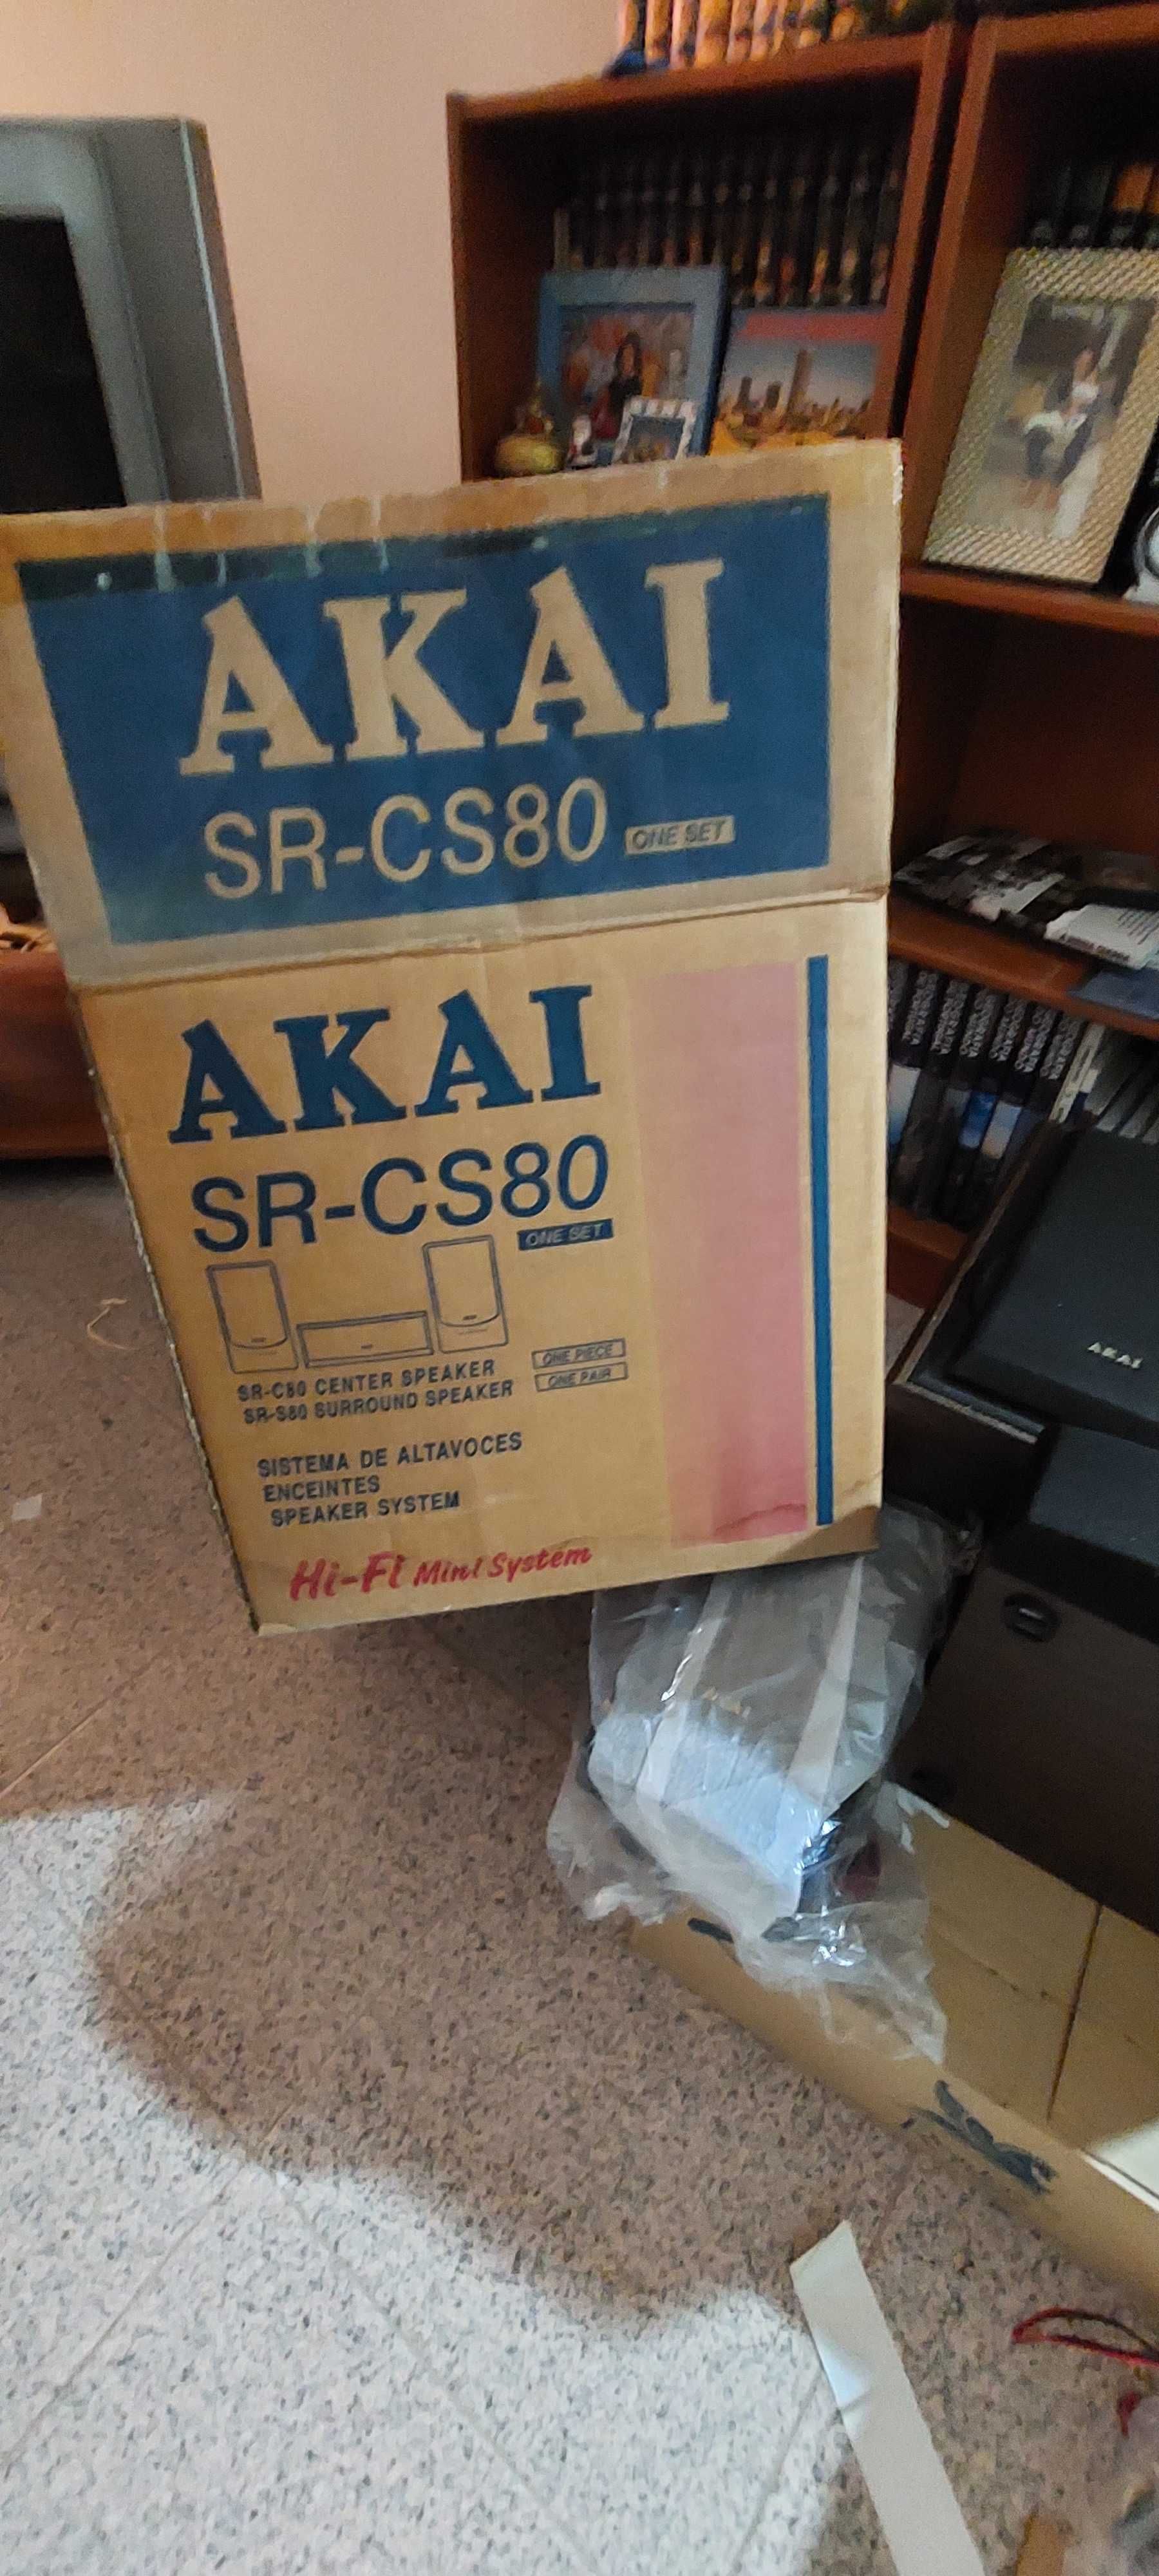 AKAI
SR-CS80 ONE SET
AKAI
SR-CS80
ONE SET
SR-C80 CENTER SPEAKER ONE PIECE
SR-S80 SURROUND SPEAKER ONE PAIR
SISTEMA DE ALTAVOCES
ENCEINTES
SPEAKER SYSTEM
Hi-Fi Mini System
AKAI